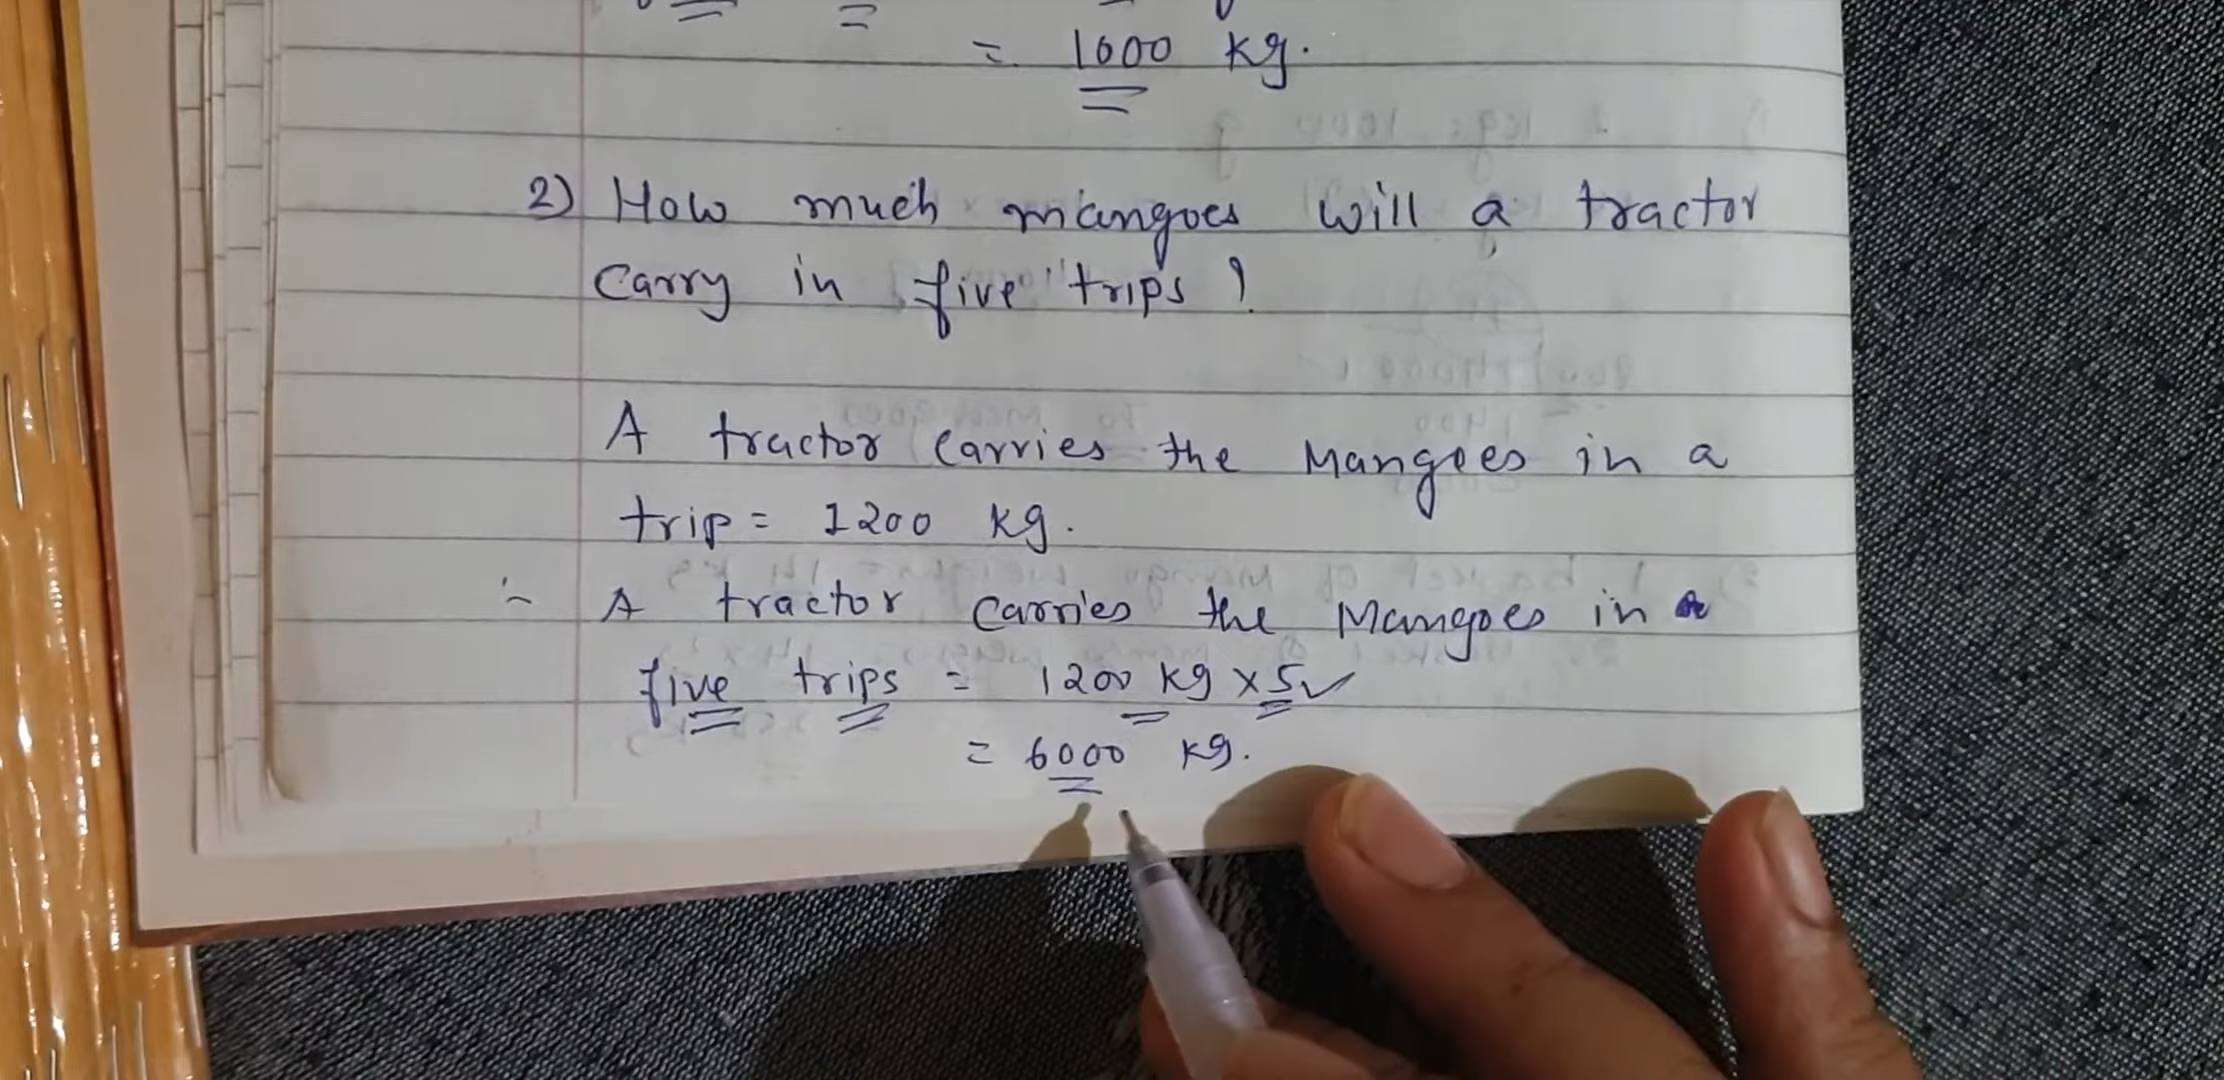 = 1000 kg.
2) How much mangoes will a tractor
carry in five trips ?
A tractor carries the Mangoes in a
trip = 1200 kg.
∴ A tractor carries the Mangoes in
five trips = 1200 kg × 5 ✓
= 6000 kg.